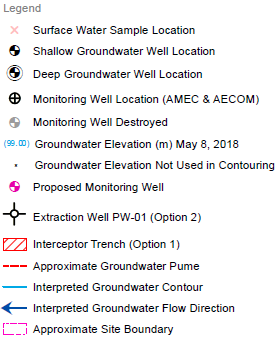 Legend
Surface Water Sample Location
Shallow Groundwater Well Location
Deep Groundwater Well Location
Monitoring Well Location (AMEC & AECOM)
Monitoring Well Destroyed
(99.00) Groundwater Elevation (m) May 8, 2018
Groundwater Elevation Not Used in Contouring
Proposed Monitoring Well
Extraction Well PW-01 (Option 2)
Interceptor Trench (Option 1)
Approximate Groundwater Pume
Interpreted Groundwater Contour
Interpreted Groundwater Flow Direction
Approximate Site Boundary